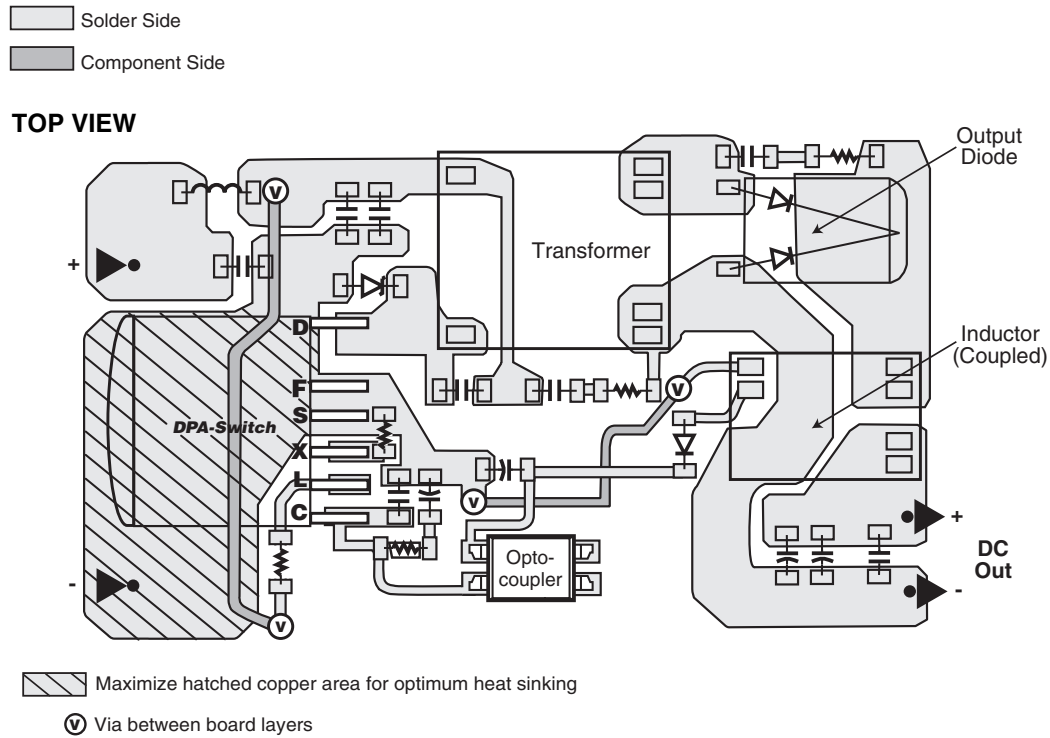 Solder Side
Component Side
TOP VIEW
Output
Diode
V
Transformer
+
D
Inductor
(Coupled)
F
V
S
DPA-Switch
X
L
V
C
+
Opto-
coupler
DC
Out
-
-
V
Maximize hatched copper area for optimum heat sinking
V Via between board layers